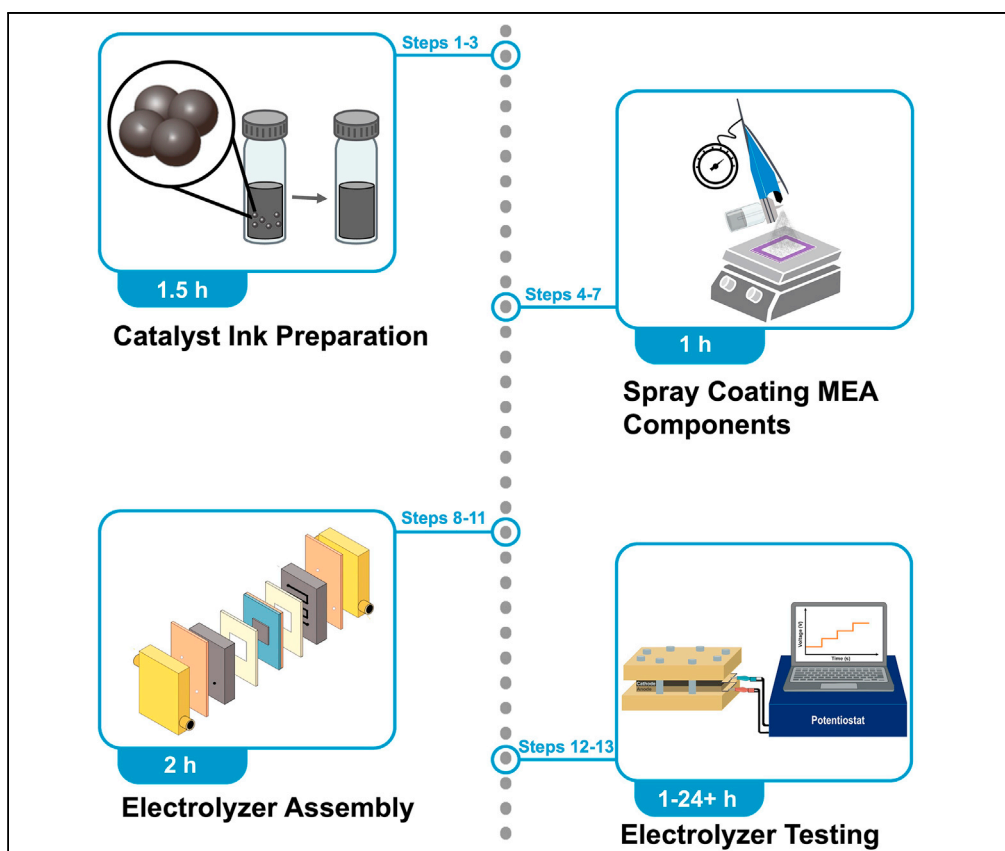 Steps 1-3
1.5 h
Catalyst Ink Preparation
Steps 4-7
1 h
Spray Coating MEA
Components
Steps 8-11
2 h
Electrolyzer Assembly
Steps 12-13
Voltage (V)
Time (s)
Cathode
Potentiostat
1-24+ h
Electrolyzer Testing